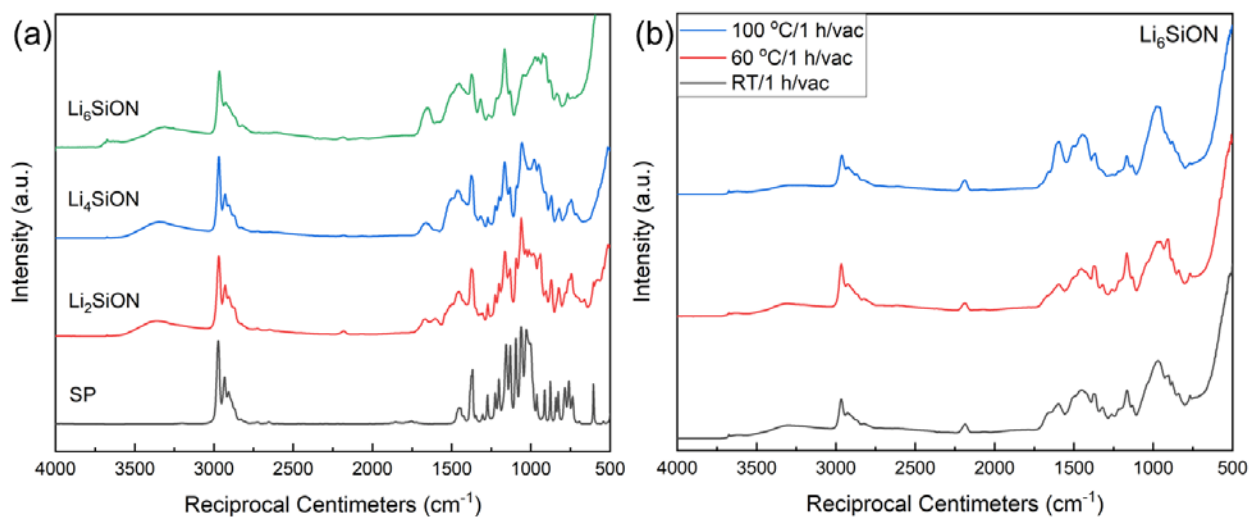 (a)
Li₆SiON
Li₄SiON
Li₂SiON
SP
Intensity (a.u.)
4000 3500 3000 2500 2000 1500 1000 500
Reciprocal Centimeters (cm⁻¹)
(b)
100 °C/1 h/vac
60 °C/1 h/vac
RT/1 h/vac
Li₆SiON
Intensity (a.u.)
4000 3500 3000 2500 2000 1500 1000 500
Reciprocal Centimeters (cm⁻¹)